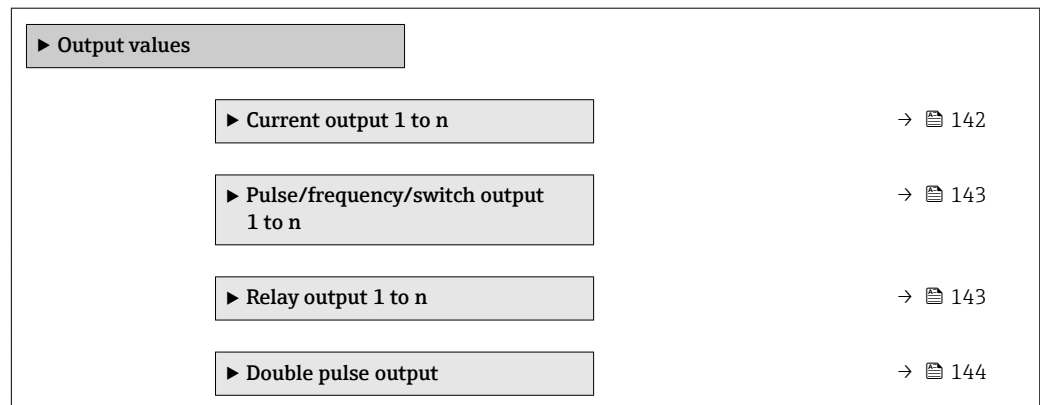 ► Output values
► Current output 1 to n → 142
► Pulse/frequency/switch output
1 to n → 143
► Relay output 1 to n → 143
► Double pulse output → 144